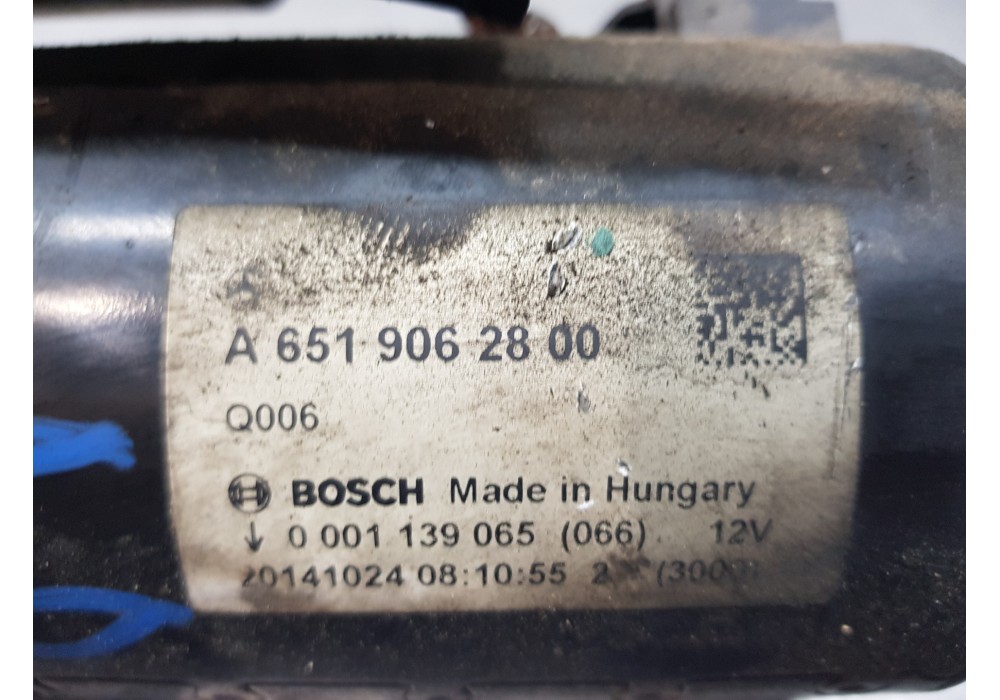 A 651 906 28 00
Q006
BOSCH Made in Hungary
↓ 0 001 139 065 (066) 12V
20141024 08:10:55 2